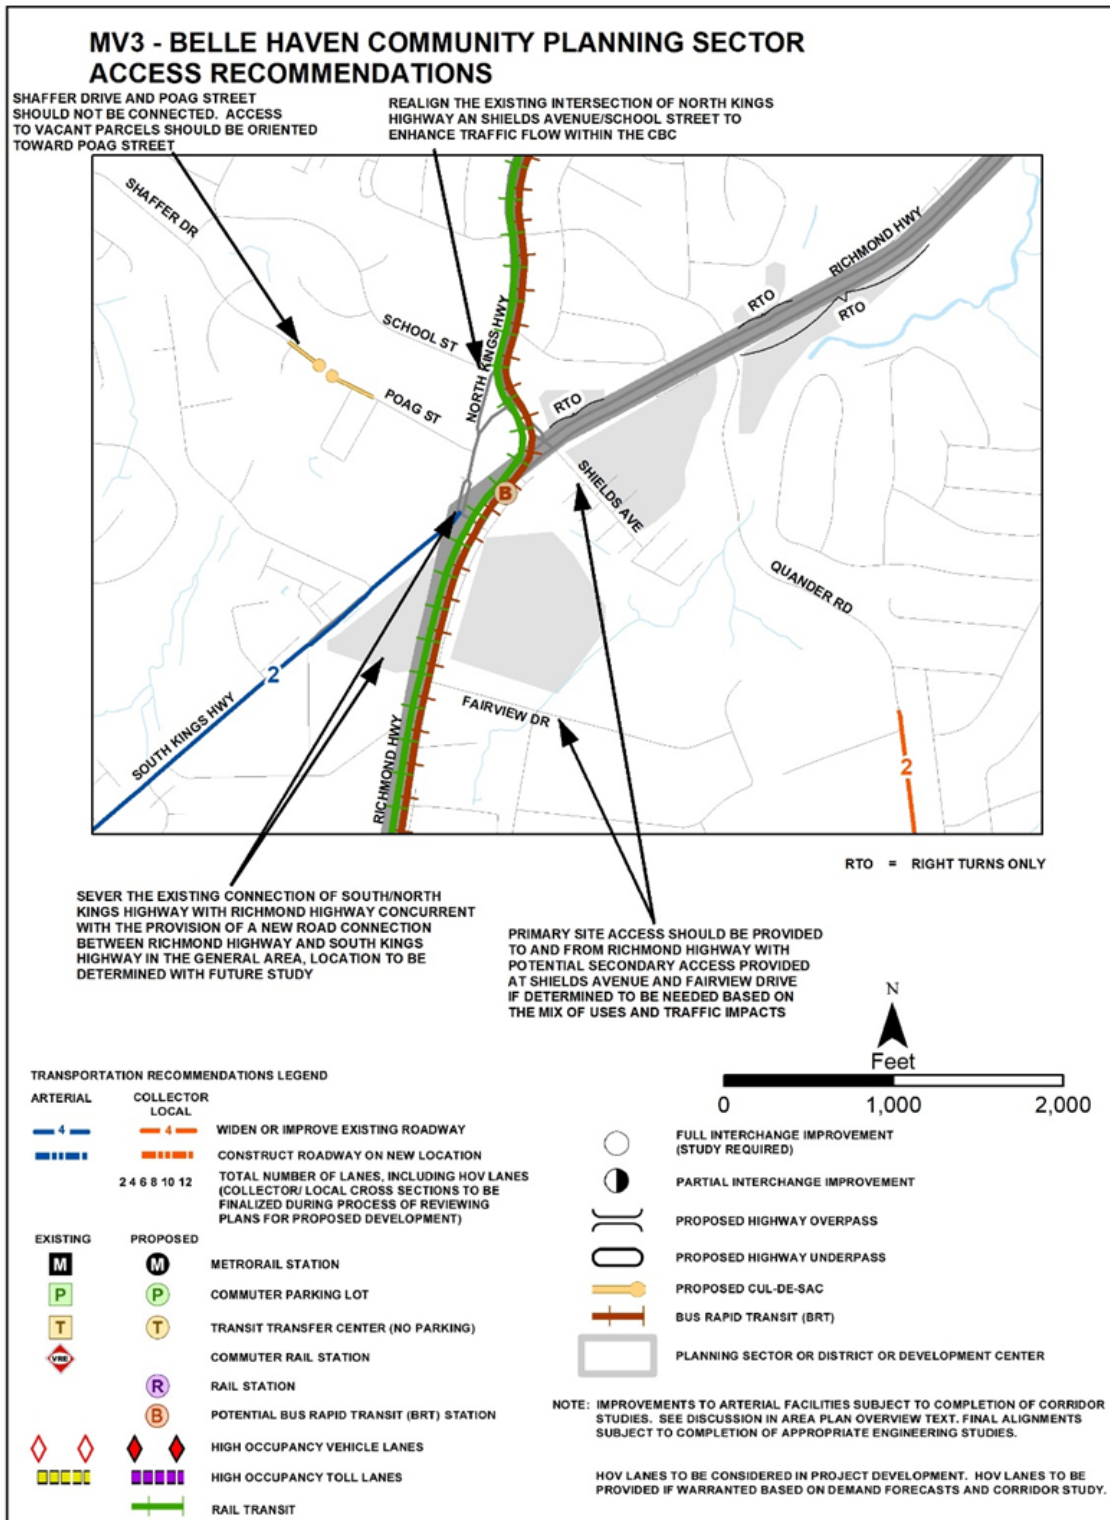 MV3 - BELLE HAVEN COMMUNITY PLANNING SECTOR
ACCESS RECOMMENDATIONS
SHAFFER DRIVE AND POAG STREET
SHOULD NOT BE CONNECTED. ACCESS
TO VACANT PARCELS SHOULD BE ORIENTED
TOWARD POAG STREET
REALIGN THE EXISTING INTERSECTION OF NORTH KINGS
HIGHWAY AN SHIELDS AVENUE/SCHOOL STREET TO
ENHANCE TRAFFIC FLOW WITHIN THE CBC
SHAFFER DR
SCHOOL ST
POAG ST
NORTH KINGS HWY
RICHMOND HWY
RTO
RTO
RTO
B
SHIELDS AVE
QUANDER RD
2
SOUTH KINGS HWY
FAIRVIEW DR
RICHMOND HWY
2
RTO = RIGHT TURNS ONLY
SEVER THE EXISTING CONNECTION OF SOUTH/NORTH
KINGS HIGHWAY WITH RICHMOND HIGHWAY CONCURRENT
WITH THE PROVISION OF A NEW ROAD CONNECTION
BETWEEN RICHMOND HIGHWAY AND SOUTH KINGS
HIGHWAY IN THE GENERAL AREA, LOCATION TO BE
DETERMINED WITH FUTURE STUDY
PRIMARY SITE ACCESS SHOULD BE PROVIDED
TO AND FROM RICHMOND HIGHWAY WITH
POTENTIAL SECONDARY ACCESS PROVIDED
AT SHIELDS AVENUE AND FAIRVIEW DRIVE
IF DETERMINED TO BE NEEDED BASED ON
THE MIX OF USES AND TRAFFIC IMPACTS
N
Feet
0 1,000 2,000
TRANSPORTATION RECOMMENDATIONS LEGEND
ARTERIAL COLLECTOR
LOCAL
4 4 WIDEN OR IMPROVE EXISTING ROADWAY
CONSTRUCT ROADWAY ON NEW LOCATION
2 4 6 8 10 12 TOTAL NUMBER OF LANES, INCLUDING HOV LANES
(COLLECTOR/ LOCAL CROSS SECTIONS TO BE
FINALIZED DURING PROCESS OF REVIEWING
PLANS FOR PROPOSED DEVELOPMENT)
EXISTING PROPOSED
M M METRORAIL STATION
P P COMMUTER PARKING LOT
T T TRANSIT TRANSFER CENTER (NO PARKING)
VRE COMMUTER RAIL STATION
R RAIL STATION
B POTENTIAL BUS RAPID TRANSIT (BRT) STATION
HIGH OCCUPANCY VEHICLE LANES
HIGH OCCUPANCY TOLL LANES
RAIL TRANSIT
FULL INTERCHANGE IMPROVEMENT
(STUDY REQUIRED)
PARTIAL INTERCHANGE IMPROVEMENT
PROPOSED HIGHWAY OVERPASS
PROPOSED HIGHWAY UNDERPASS
PROPOSED CUL-DE-SAC
BUS RAPID TRANSIT (BRT)
PLANNING SECTOR OR DISTRICT OR DEVELOPMENT CENTER
NOTE: IMPROVEMENTS TO ARTERIAL FACILITIES SUBJECT TO COMPLETION OF CORRIDOR
STUDIES. SEE DISCUSSION IN AREA PLAN OVERVIEW TEXT. FINAL ALIGNMENTS
SUBJECT TO COMPLETION OF APPROPRIATE ENGINEERING STUDIES.
HOV LANES TO BE CONSIDERED IN PROJECT DEVELOPMENT. HOV LANES TO BE
PROVIDED IF WARRANTED BASED ON DEMAND FORECASTS AND CORRIDOR STUDY.